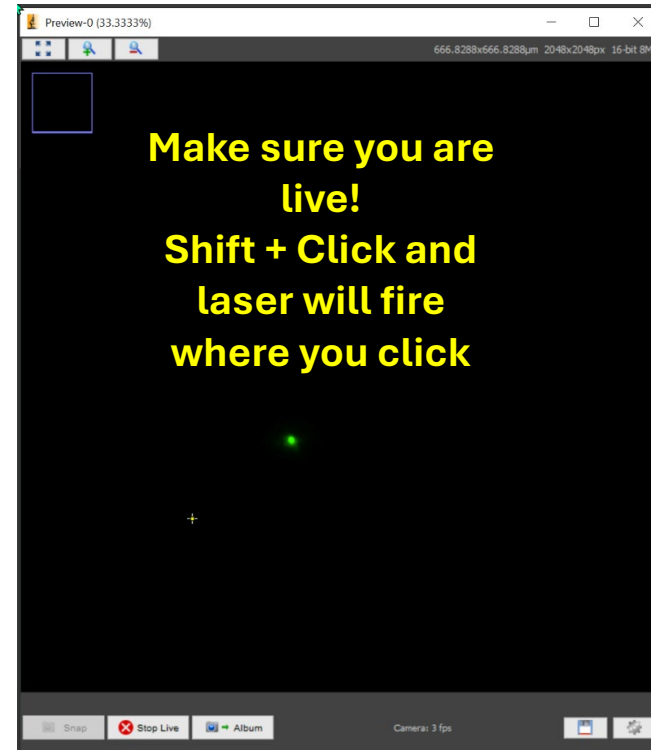 Preview-0 (33.3333%)
666.8288x666.8288µm 2048x2048px 16-bit 8M
Make sure you are
live!
Shift + Click and
laser will fire
where you click
Snap
Stop Live
Album
Camera: 3 fps